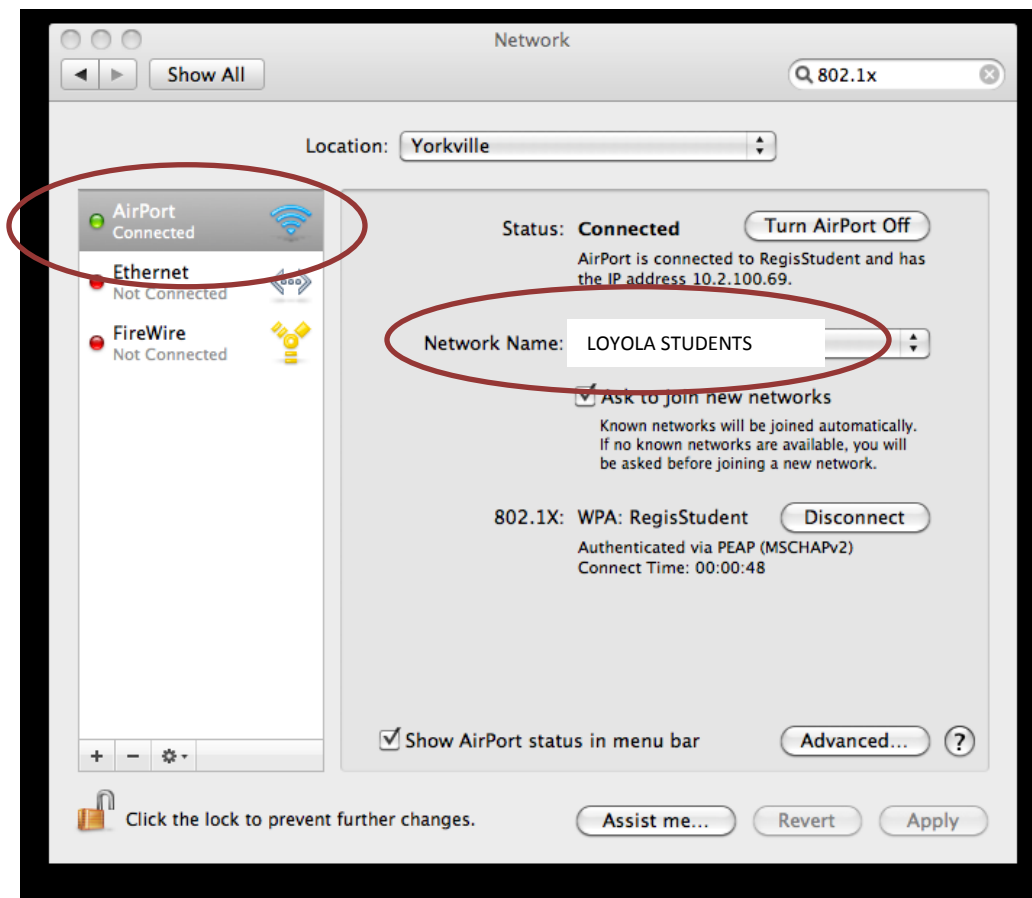 Network
Show All
802.1x
Location: Yorkville
AirPort
Connected
Ethernet
Not Connected
FireWire
Not Connected
Status: Connected Turn AirPort Off
AirPort is connected to RegisStudent and has
the IP address 10.2.100.69.
Network Name: LOYOLA STUDENTS
Ask to join new networks
Known networks will be joined automatically.
If no known networks are available, you will
be asked before joining a new network.
802.1X: WPA: RegisStudent Disconnect
Authenticated via PEAP (MSCHAPv2)
Connect Time: 00:00:48
Show AirPort status in menu bar Advanced... ?
Click the lock to prevent further changes. Assist me... Revert Apply